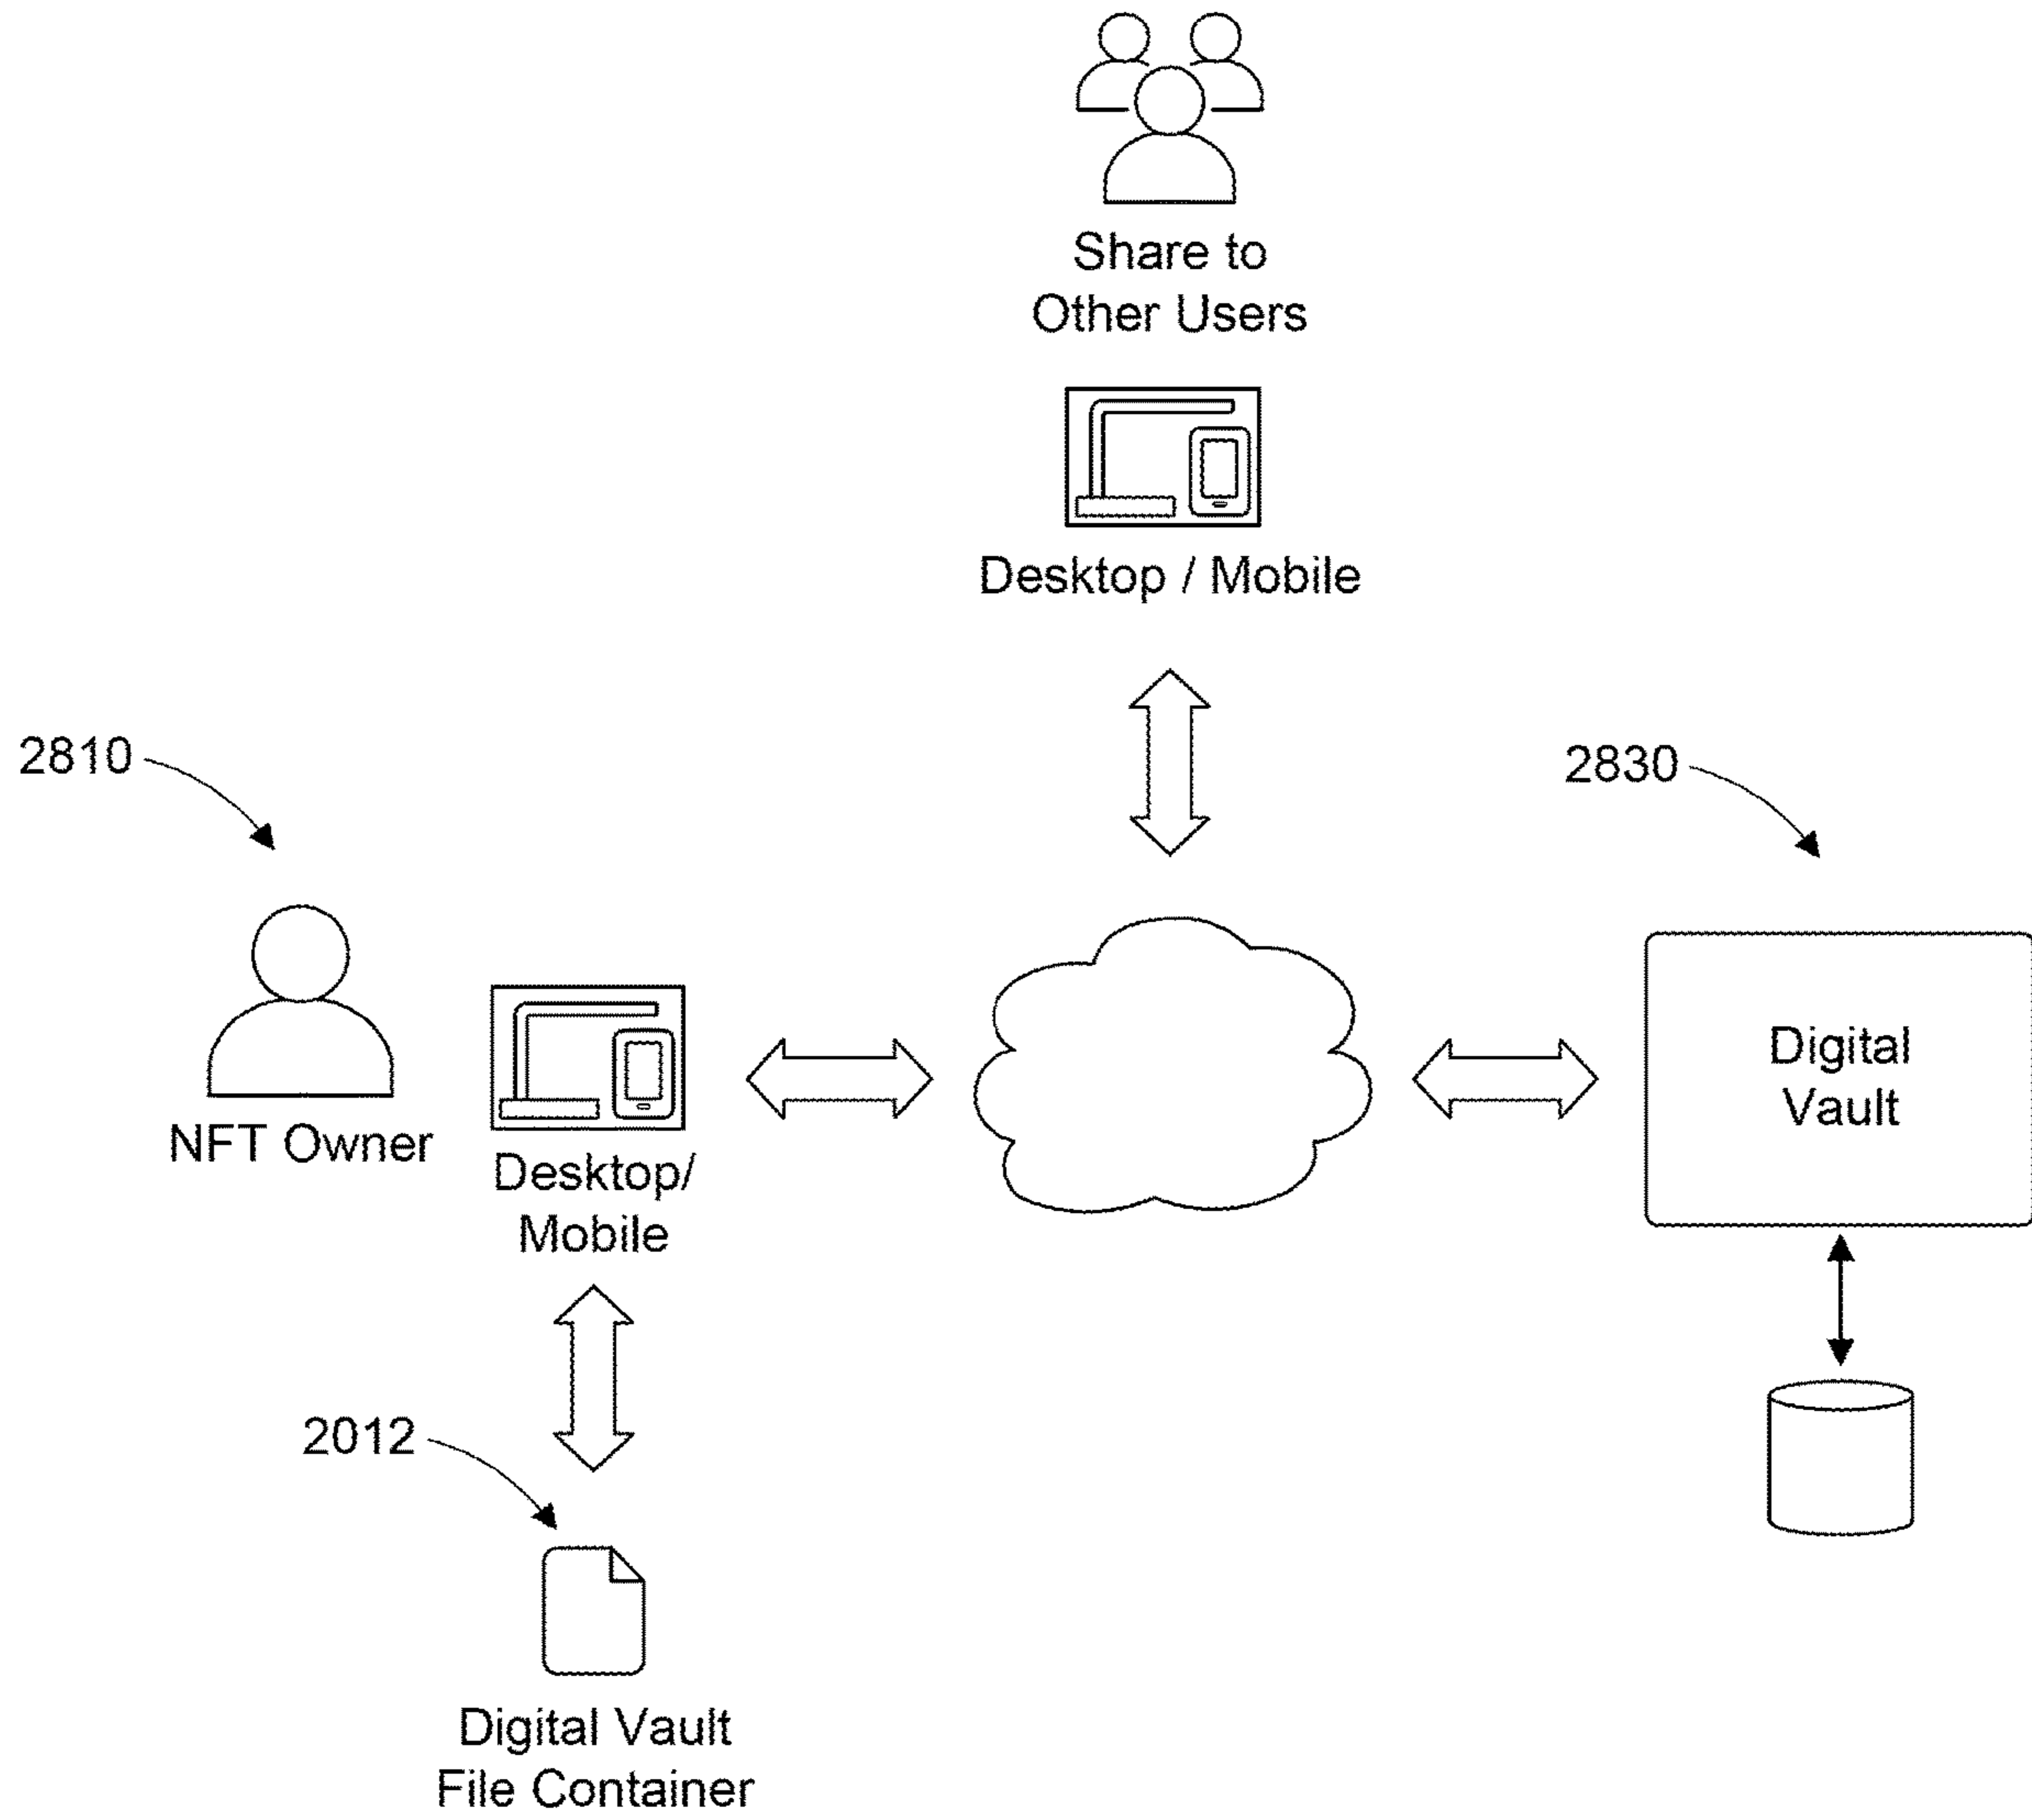 Share to
Other Users
Desktop / Mobile
2810
2830
NFT Owner
Desktop/
Mobile
Digital
Vault
2012
Digital Vault
File Container